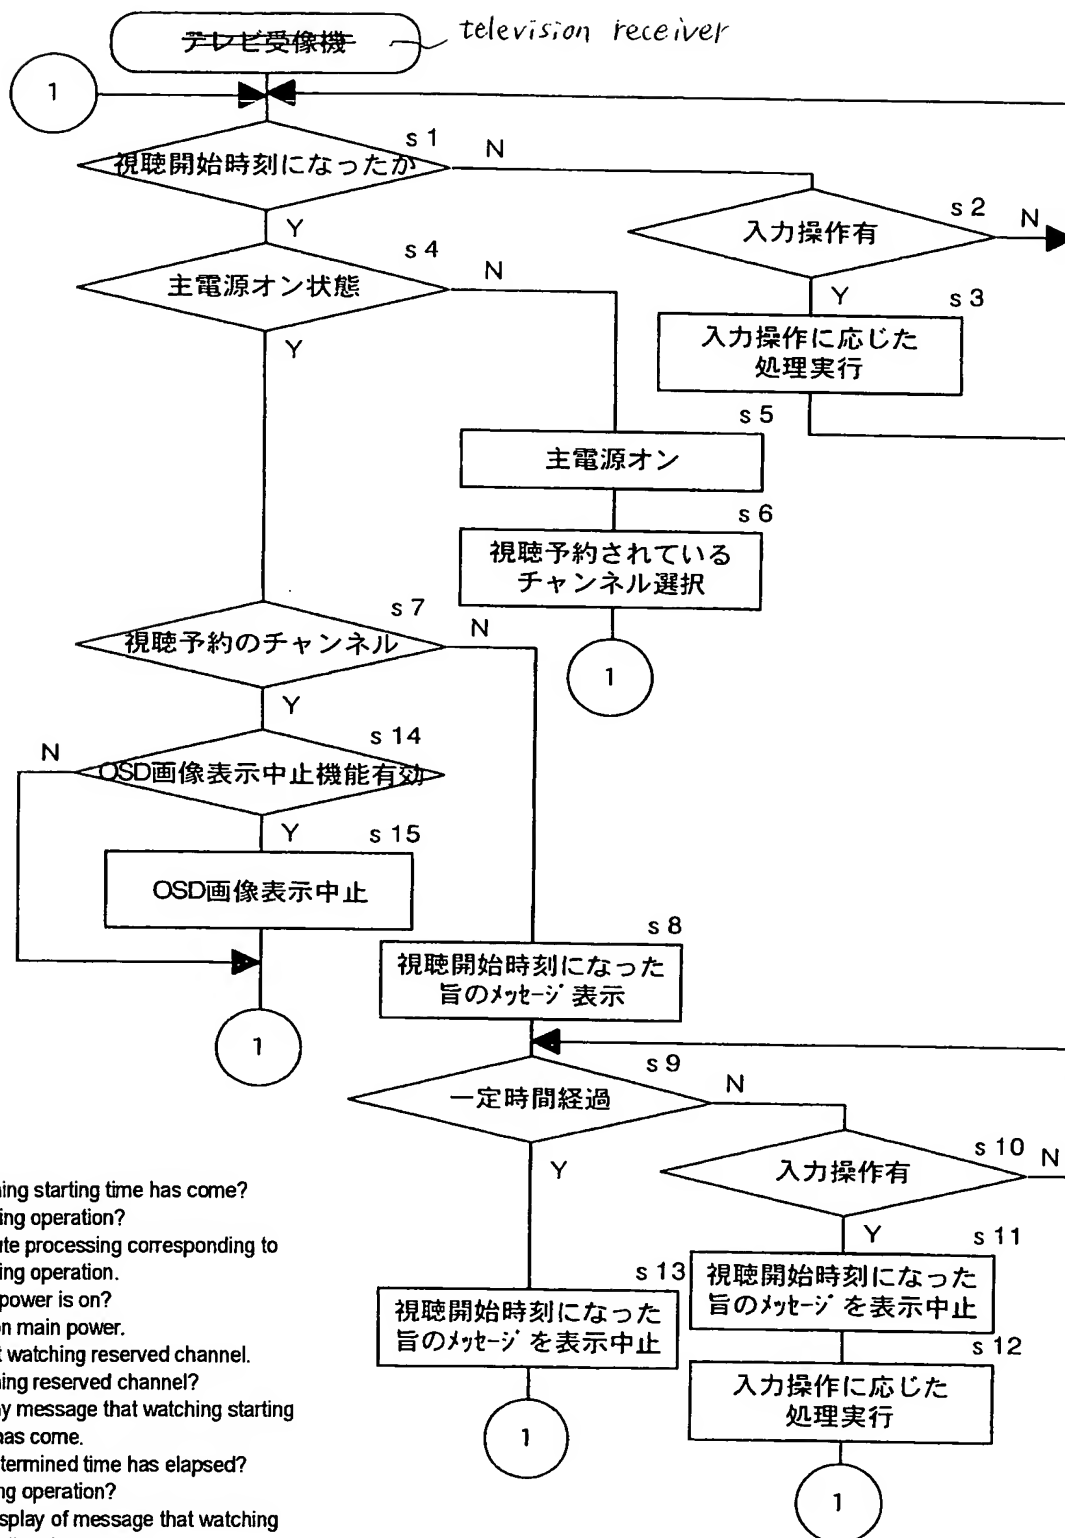 テレビ受像機
television receiver
1
s1
視聴開始時刻になったか
N
Y
s2
入力操作有
N
Y
s3
入力操作に応じた
処理実行
s4
主電源オン状態
N
Y
s5
主電源オン
s6
視聴予約されている
チャンネル選択
1
s7
視聴予約のチャンネル
N
Y
s14
OSD画像表示中止機能有効
N
Y
s15
OSD画像表示中止
1
s8
視聴開始時刻になった
旨のメッセージ表示
s9
一定時間経過
N
Y
s10
入力操作有
N
Y
s11
視聴開始時刻になった
旨のメッセージを表示中止
s12
入力操作に応じた
処理実行
1
s13
視聴開始時刻になった
旨のメッセージを表示中止
1
ing starting time has come?
ing operation?
te processing corresponding to
ing operation.
power is on?
on main power.
t watching reserved channel.
ing reserved channel?
y message that watching starting
has come.
termined time has elapsed?
ng operation?
splay of message that watching